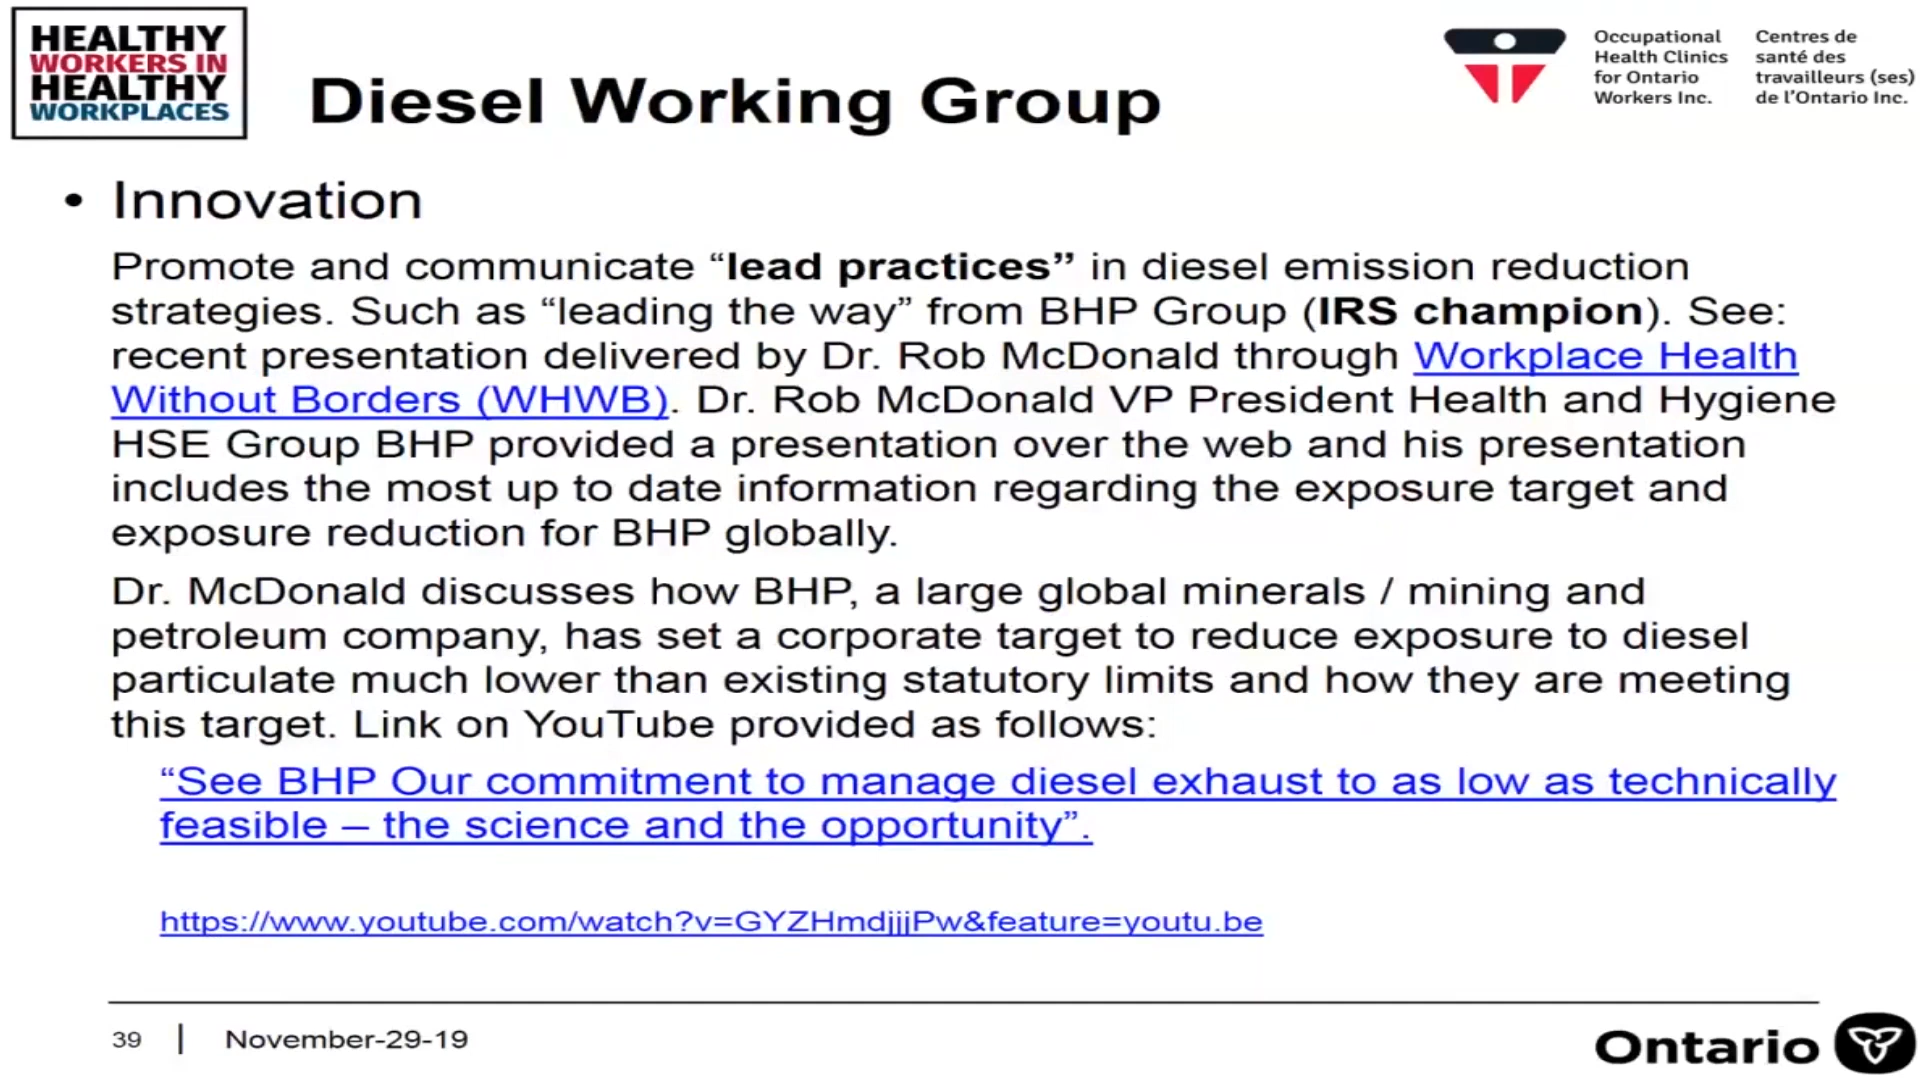 HEALTHY
WORKERS IN
HEALTHY
WORKPLACES
Diesel Working Group
Occupational
Health Clinics
for Ontario
Workers Inc.
Centres de
santé des
travailleurs (ses)
de l'Ontario Inc.
• Innovation
Promote and communicate “lead practices” in diesel emission reduction
strategies. Such as “leading the way” from BHP Group (IRS champion). See:
recent presentation delivered by Dr. Rob McDonald through Workplace Health
Without Borders (WHWB). Dr. Rob McDonald VP President Health and Hygiene
HSE Group BHP provided a presentation over the web and his presentation
includes the most up to date information regarding the exposure target and
exposure reduction for BHP globally.
Dr. McDonald discusses how BHP, a large global minerals / mining and
petroleum company, has set a corporate target to reduce exposure to diesel
particulate much lower than existing statutory limits and how they are meeting
this target. Link on YouTube provided as follows:
“See BHP Our commitment to manage diesel exhaust to as low as technically
feasible – the science and the opportunity”.
https://www.youtube.com/watch?v=GYZHmdjjjPw&feature=youtu.be
39 | November-29-19
Ontario